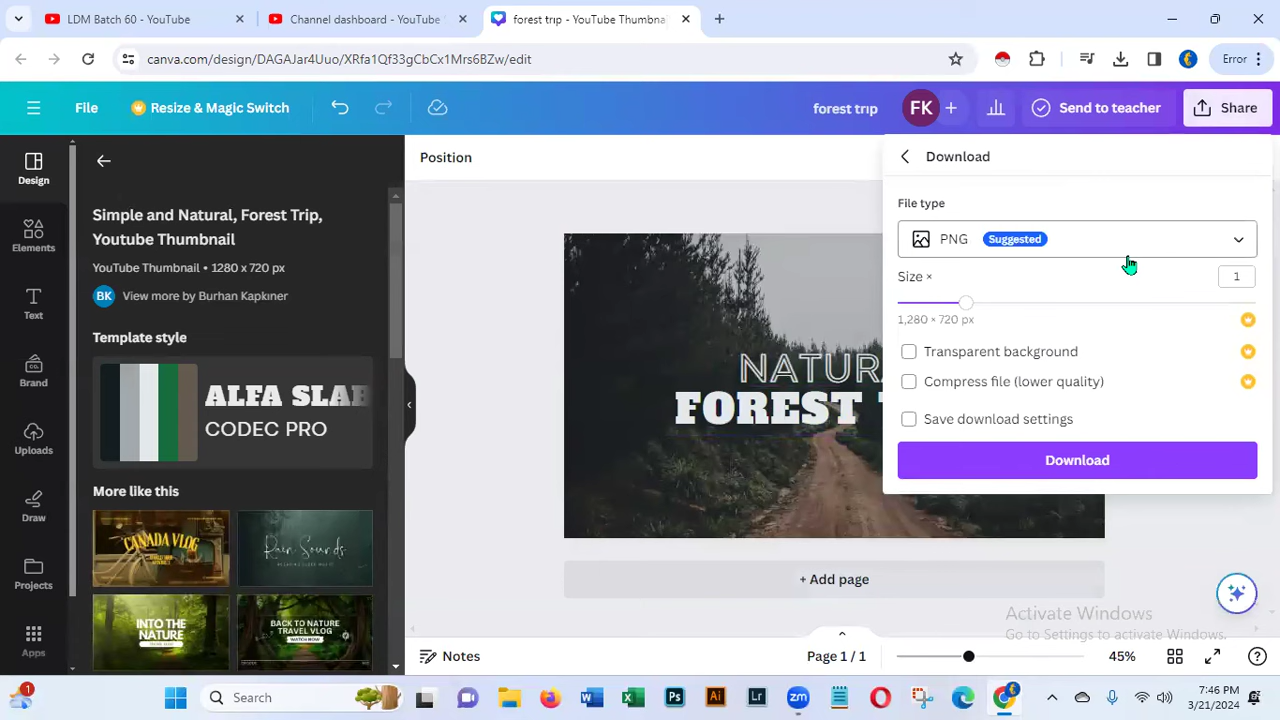 LDM Batch 60 - YouTube
Channel dashboard - YouTube
forest trip - YouTube Thumbna
canva.com/design/DAGAJar4Uuo/XRfa1Qf33gCbCx1Mrs6BZw/edit
Error
File
Resize & Magic Switch
forest trip
FK
Send to teacher
Share
Design
Elements
Text
Brand
Uploads
Draw
Projects
Apps
Simple and Natural, Forest Trip,
Youtube Thumbnail
YouTube Thumbnail • 1280 x 720 px
BK
View more by Burhan Kapkıner
Template style
ALFA SLAB
CODEC PRO
More like this
CANADA VLOG
Rain Sounds
INTO THE
NATURE
BACK TO NATURE
TRAVEL VLOG
WATCH NOW
Position
NATURA
FOREST
+ Add page
Download
File type
PNG
Suggested
Size ×
1
1,280 × 720 px
Transparent background
Compress file (lower quality)
Save download settings
Download
Activate Windows
Go to Settings to activate Windows.
Notes
Page 1 / 1
45%
1
Search
7:46 PM
3/21/2024